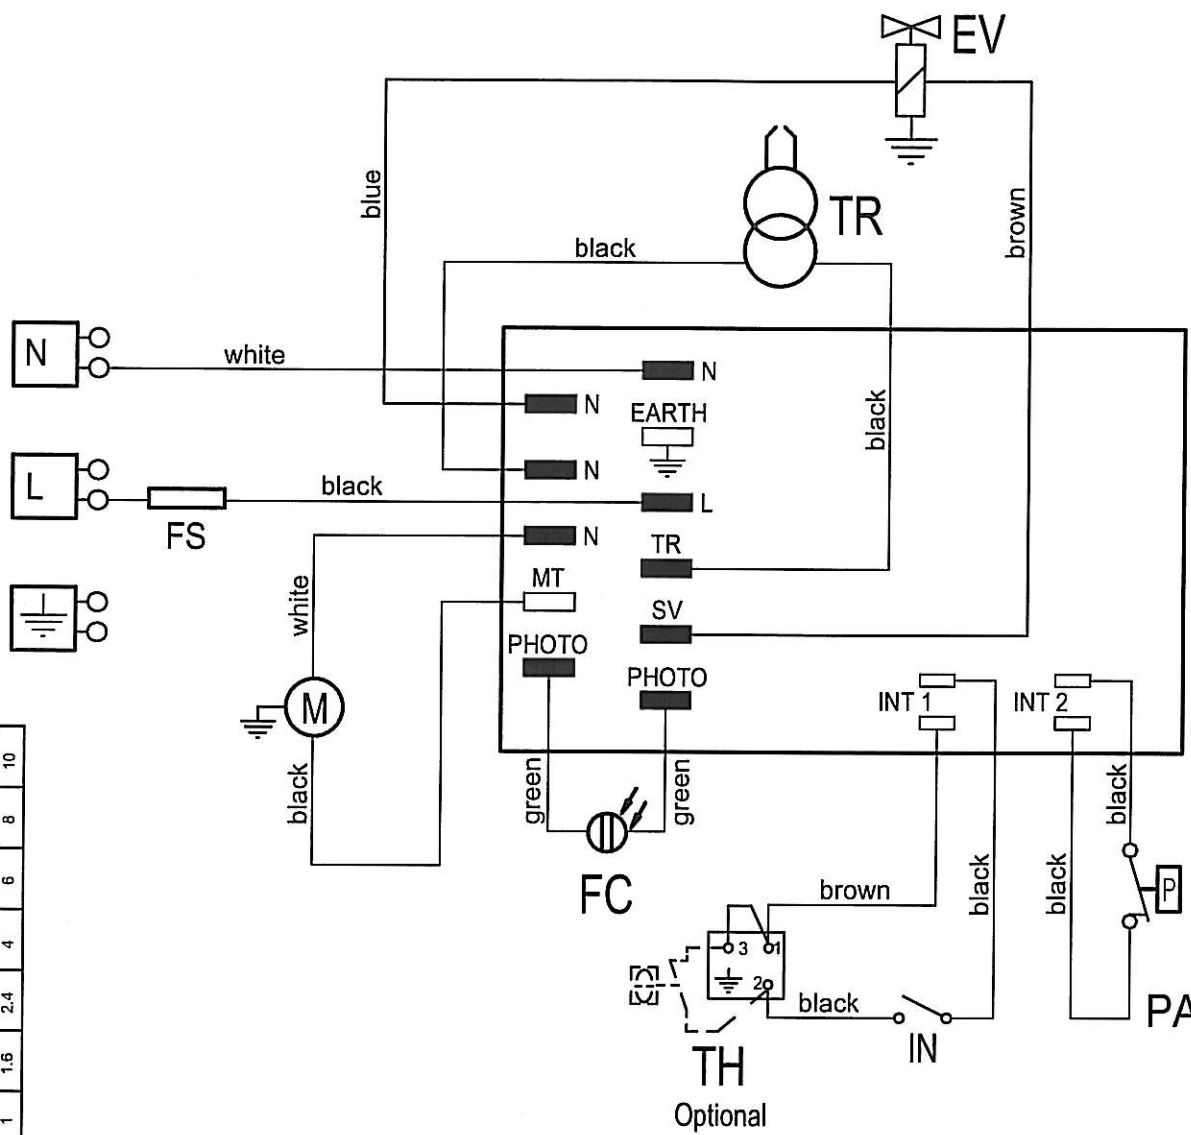 EV
blue
TR
brown
black
N
white
N
N
EARTH
black
L
black
N
L
FS
N
TR
MT
white
SV
PHOTO
PHOTO
M
INT 1
INT 2
black
green
green
black
FC
brown
black
black
P
3
1
2
black
IN
PA
TH
Optional
10
8
6
4
2.4
1.6
1